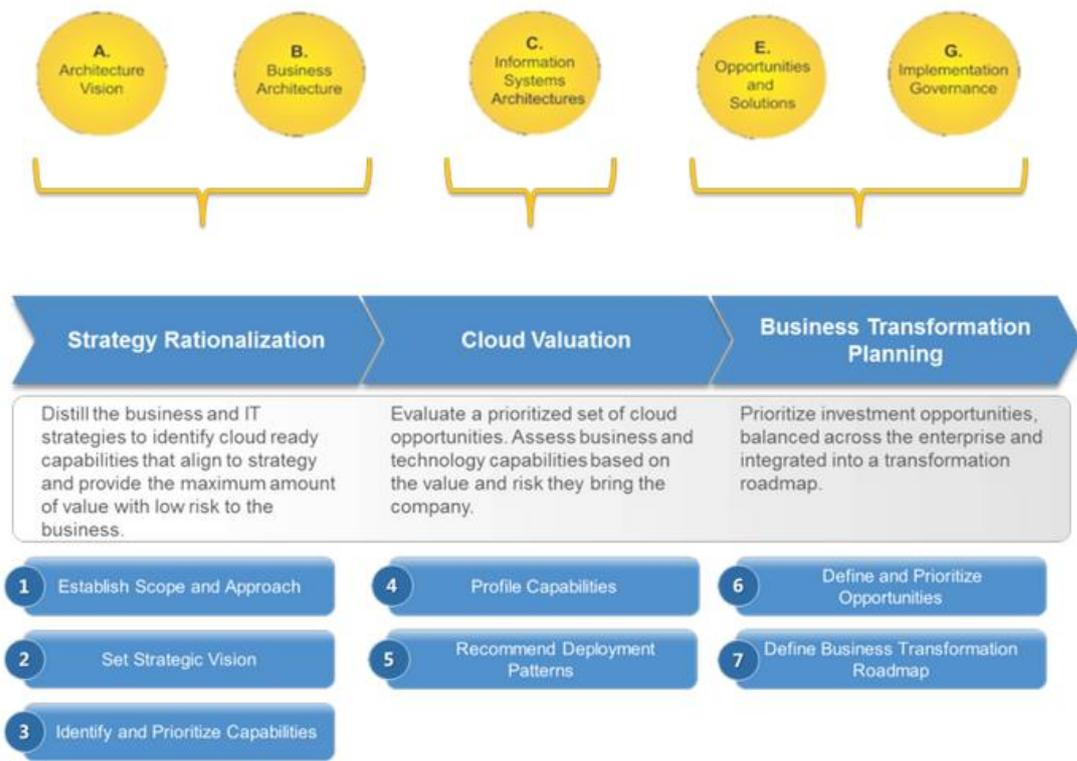 A.
Architecture
Vision
B.
Business
Architecture
C.
Information
Systems
Architectures
E.
Opportunities
and
Solutions
G.
Implementation
Governance
Strategy Rationalization
Cloud Valuation
Business Transformation
Planning
Distill the business and IT
strategies to identify cloud ready
capabilities that align to strategy
and provide the maximum amount
of value with low risk to the
business.
Evaluate a prioritized set of cloud
opportunities. Assess business and
technology capabilities based on
the value and risk they bring the
company.
Prioritize investment opportunities,
balanced across the enterprise and
integrated into a transformation
roadmap.
1 Establish Scope and Approach
2 Set Strategic Vision
3 Identify and Prioritize Capabilities
4 Profile Capabilities
5 Recommend Deployment
Patterns
6 Define and Prioritize
Opportunities
7 Define Business Transformation
Roadmap